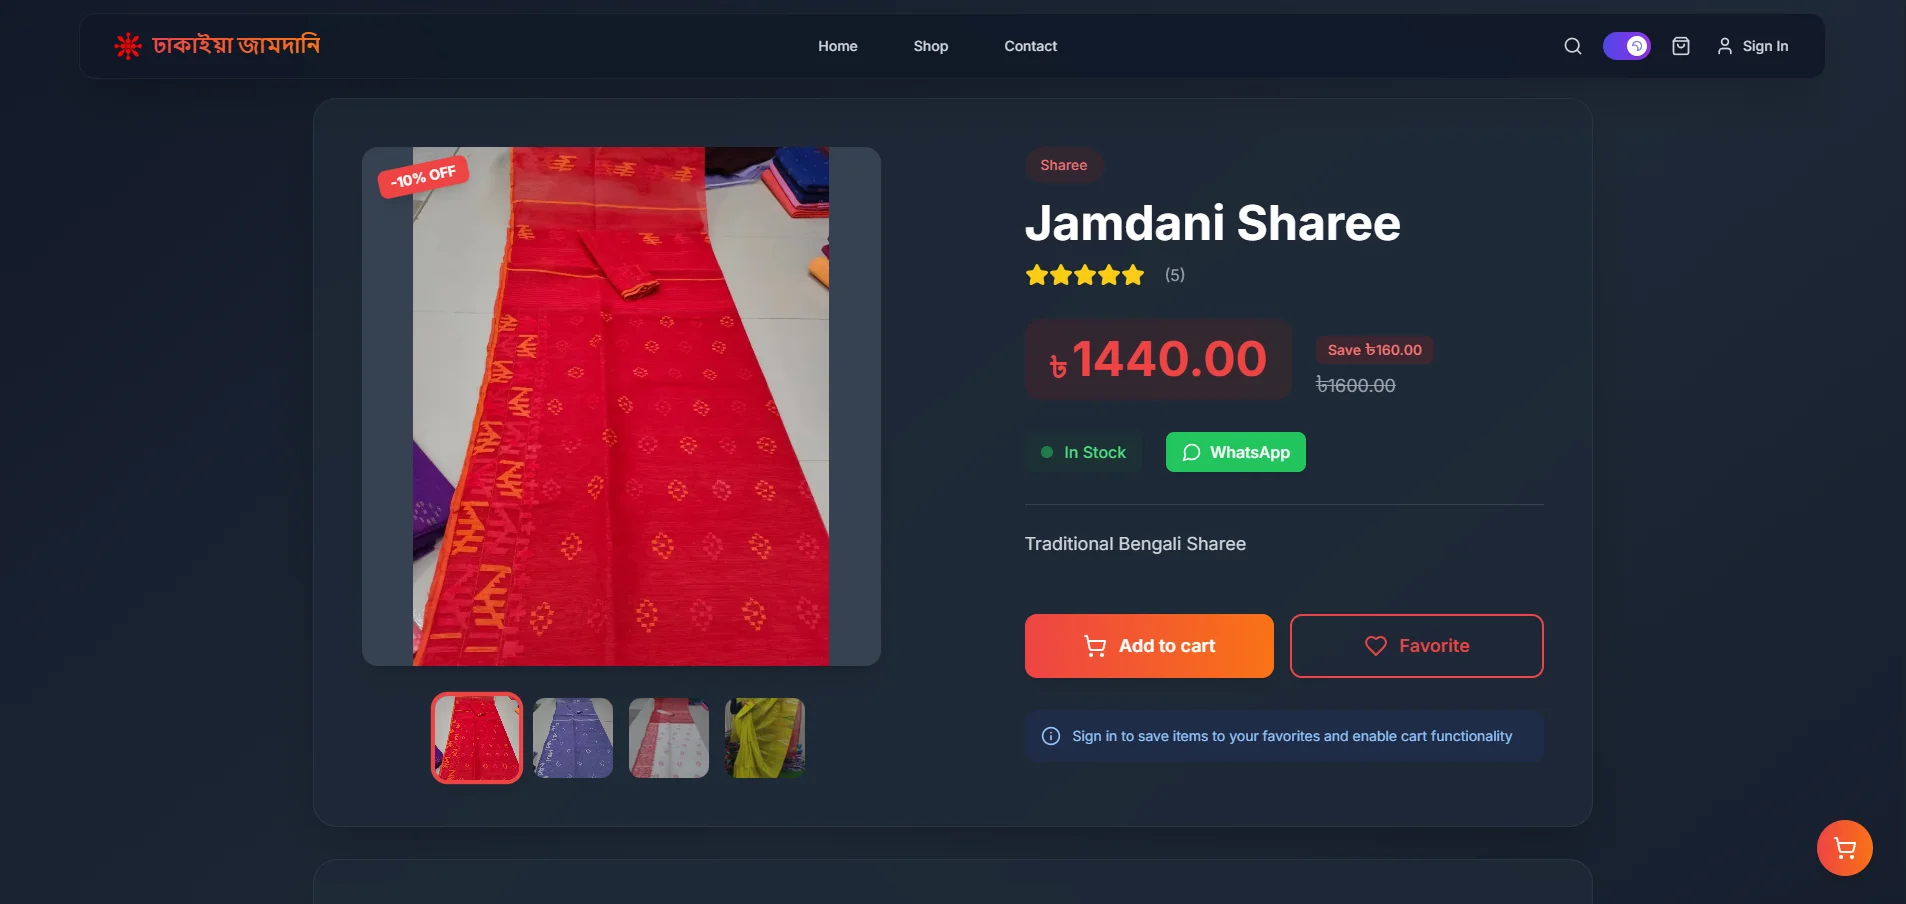 ঢাকাইয়া জামদানি
Home
Shop
Contact
Sign In
-10% OFF
Sharee
Jamdani Sharee
(5)
৳1440.00
Save ৳160.00
৳1600.00
In Stock
WhatsApp
Traditional Bengali Sharee
Add to cart
Favorite
Sign in to save items to your favorites and enable cart functionality